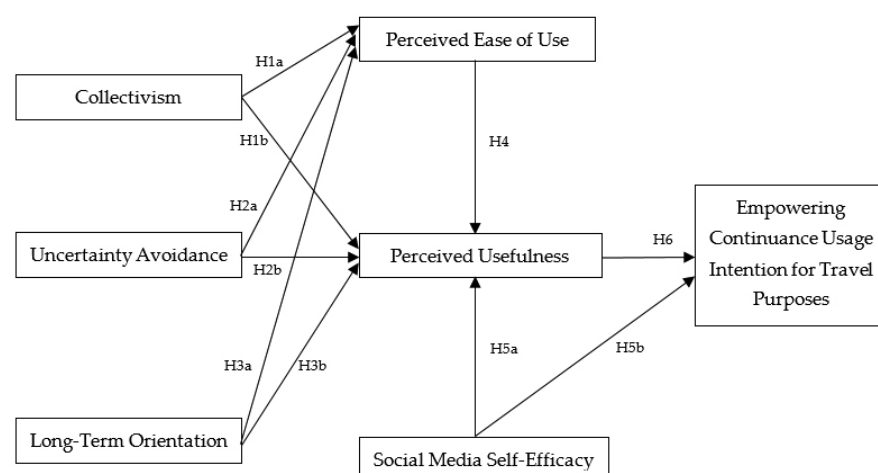 Perceived Ease of Use
H1a
Collectivism
H1b
H4
H2a
Empowering
Continuance Usage
Intention for Travel
Purposes
Uncertainty Avoidance
H2b
Perceived Usefulness
H6
H3a
H3b
H5a
H5b
Long-Term Orientation
Social Media Self-Efficacy